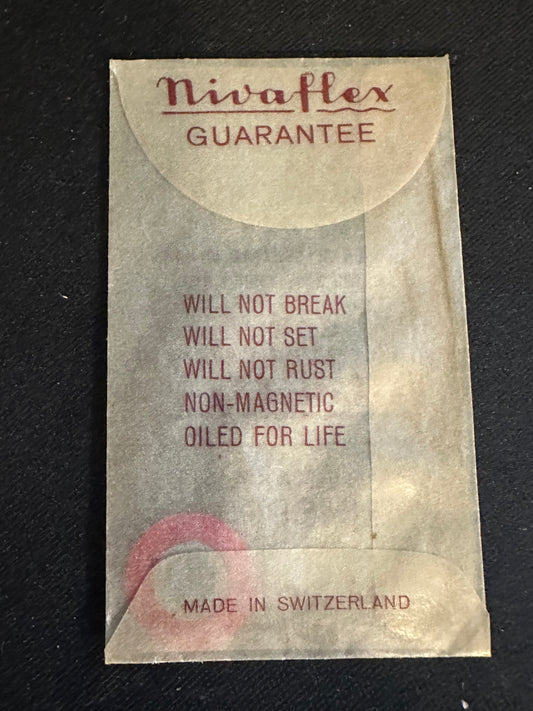 Nivaflex
GUARANTEE
WILL NOT BREAK
WILL NOT SET
WILL NOT RUST
NON-MAGNETIC
OILED FOR LIFE
MADE IN SWITZERLAND